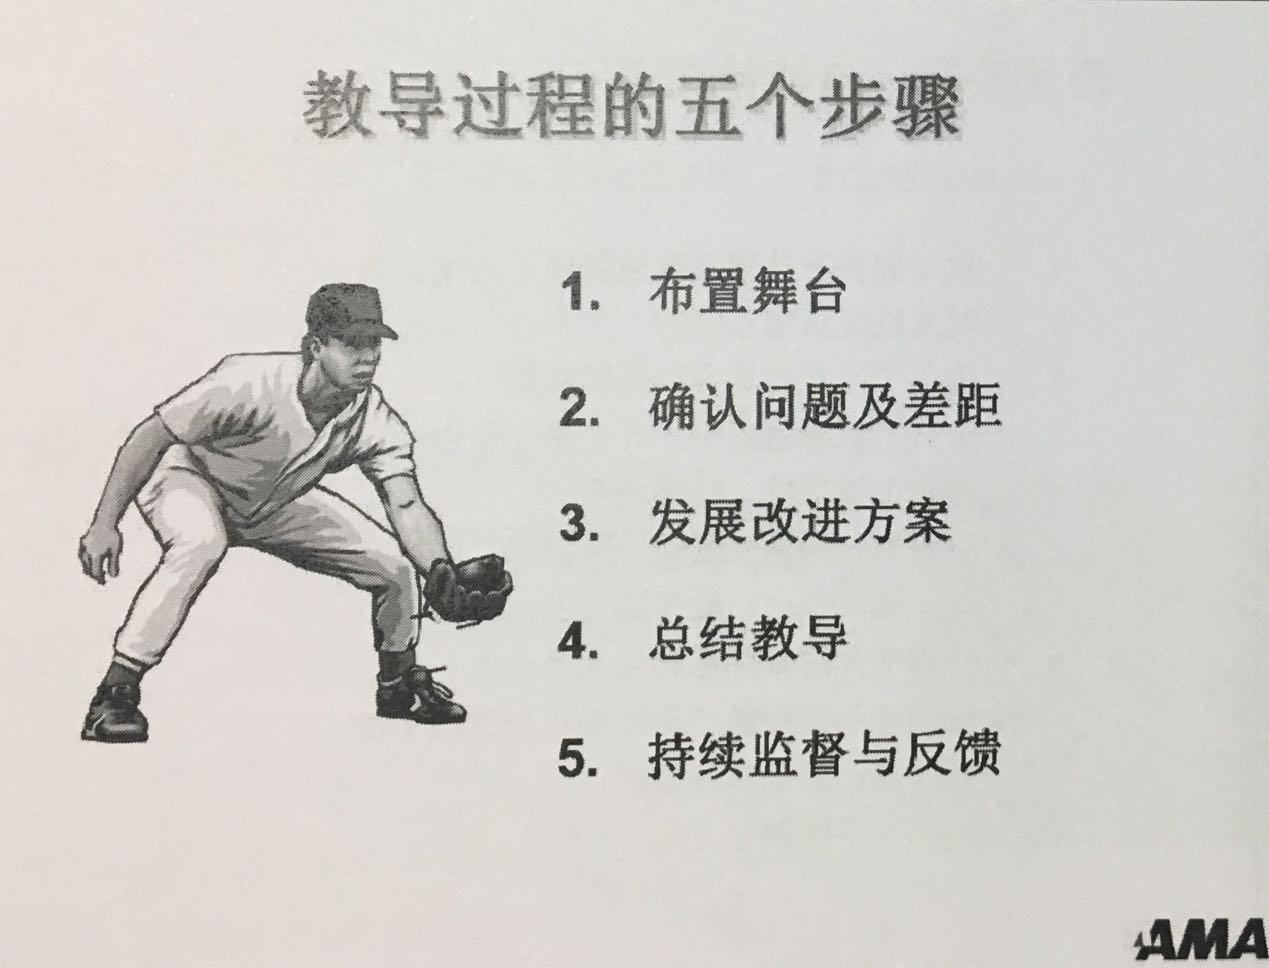 教导过程的五个步骤
1. 布置舞台
2. 确认问题及差距
3. 发展改进方案
4. 总结教导
5. 持续监督与反馈
AMA